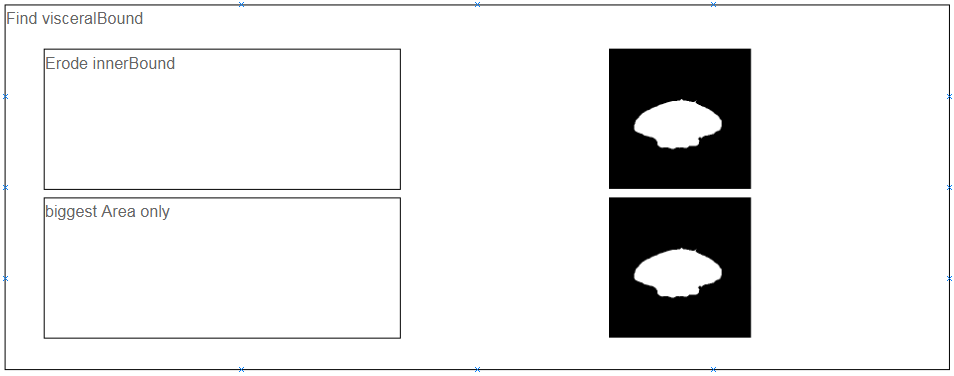 Find visceralBound
Erode innerBound
biggest Area only